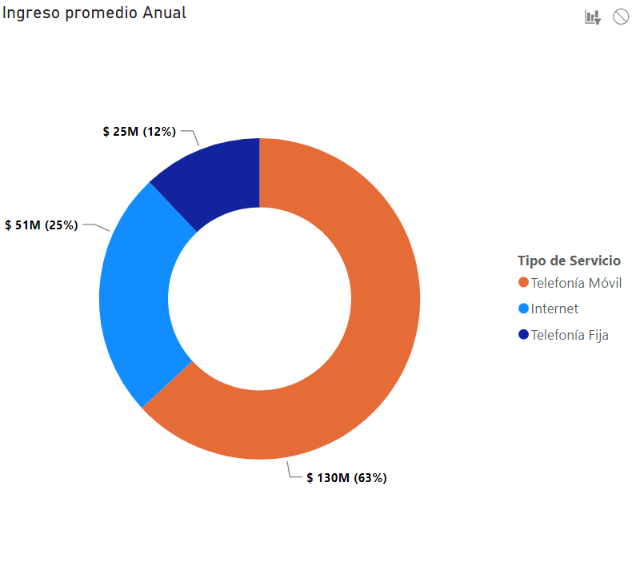 Ingreso promedio Anual
$ 25M (12%)
$ 51M (25%)
$ 130M (63%)
Tipo de Servicio
Telefonía Móvil
Internet
Telefonía Fija